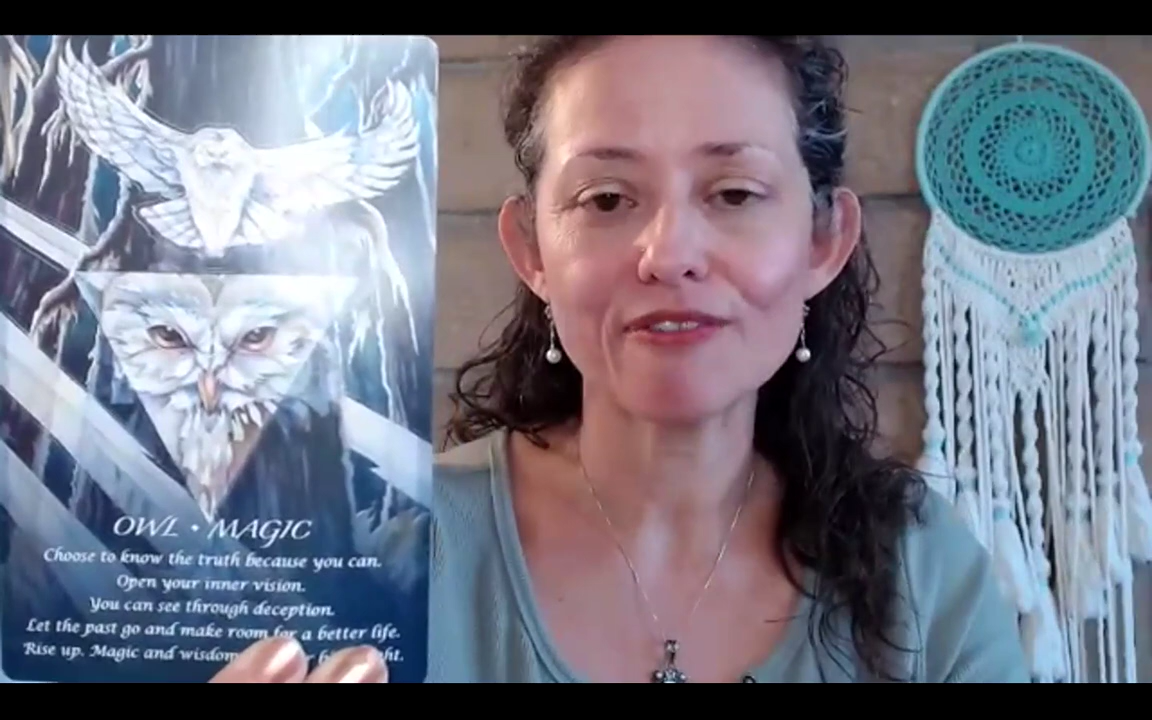 OWL • MAGIC
Choose to know the truth because you can.
Open your inner vision.
You can see through deception.
Let the past go and make room for a better life.
Rise up. Magic and wisdom